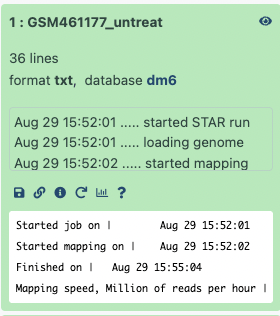 1 : GSM461177_untreat
36 lines
format txt, database dm6
Aug 29 15:52:01 ..... started STAR run
Aug 29 15:52:01 ..... loading genome
Aug 29 15:52:02 ..... started mapping
Started job on | Aug 29 15:52:01
Started mapping on | Aug 29 15:52:02
Finished on | Aug 29 15:55:04
Mapping speed, Million of reads per hour |